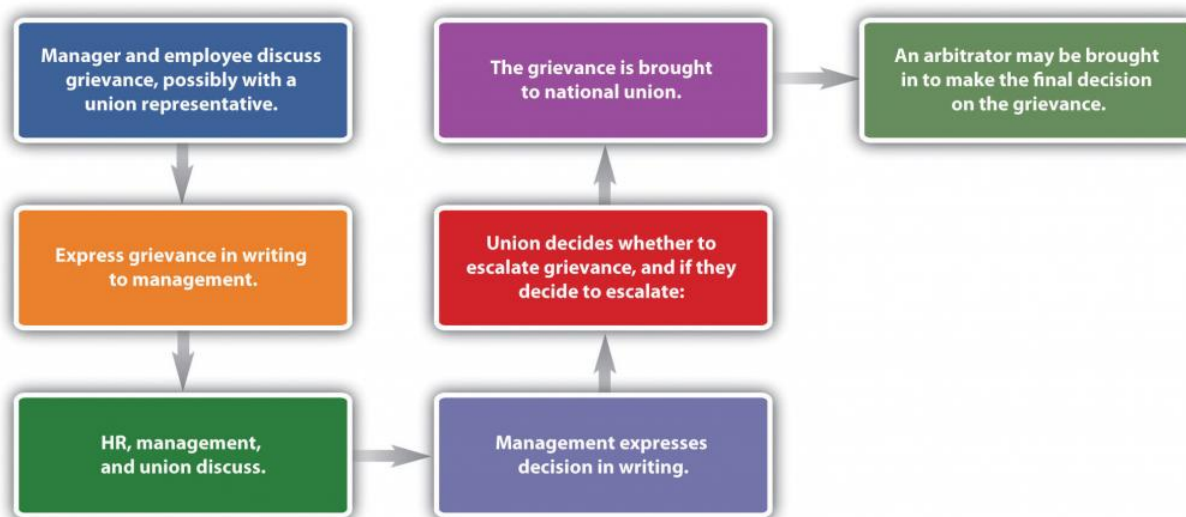 Manager and employee discuss
grievance, possibly with a
union representative.
Express grievance in writing
to management.
HR, management,
and union discuss.
Management expresses
decision in writing.
Union decides whether to
escalate grievance, and if they
decide to escalate:
The grievance is brought
to national union.
An arbitrator may be brought
in to make the final decision
on the grievance.